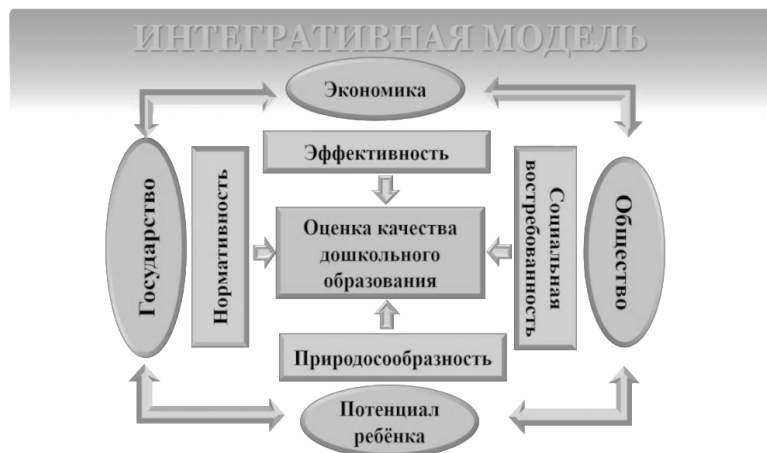 ИНТЕГРАТИВНАЯ МОДЕЛЬ
Экономика
Эффективность
Государство
Нормативность
Оценка качества
дошкольного
образования
Социальная
востребованность
Общество
Природосообразность
Потенциал
ребёнка